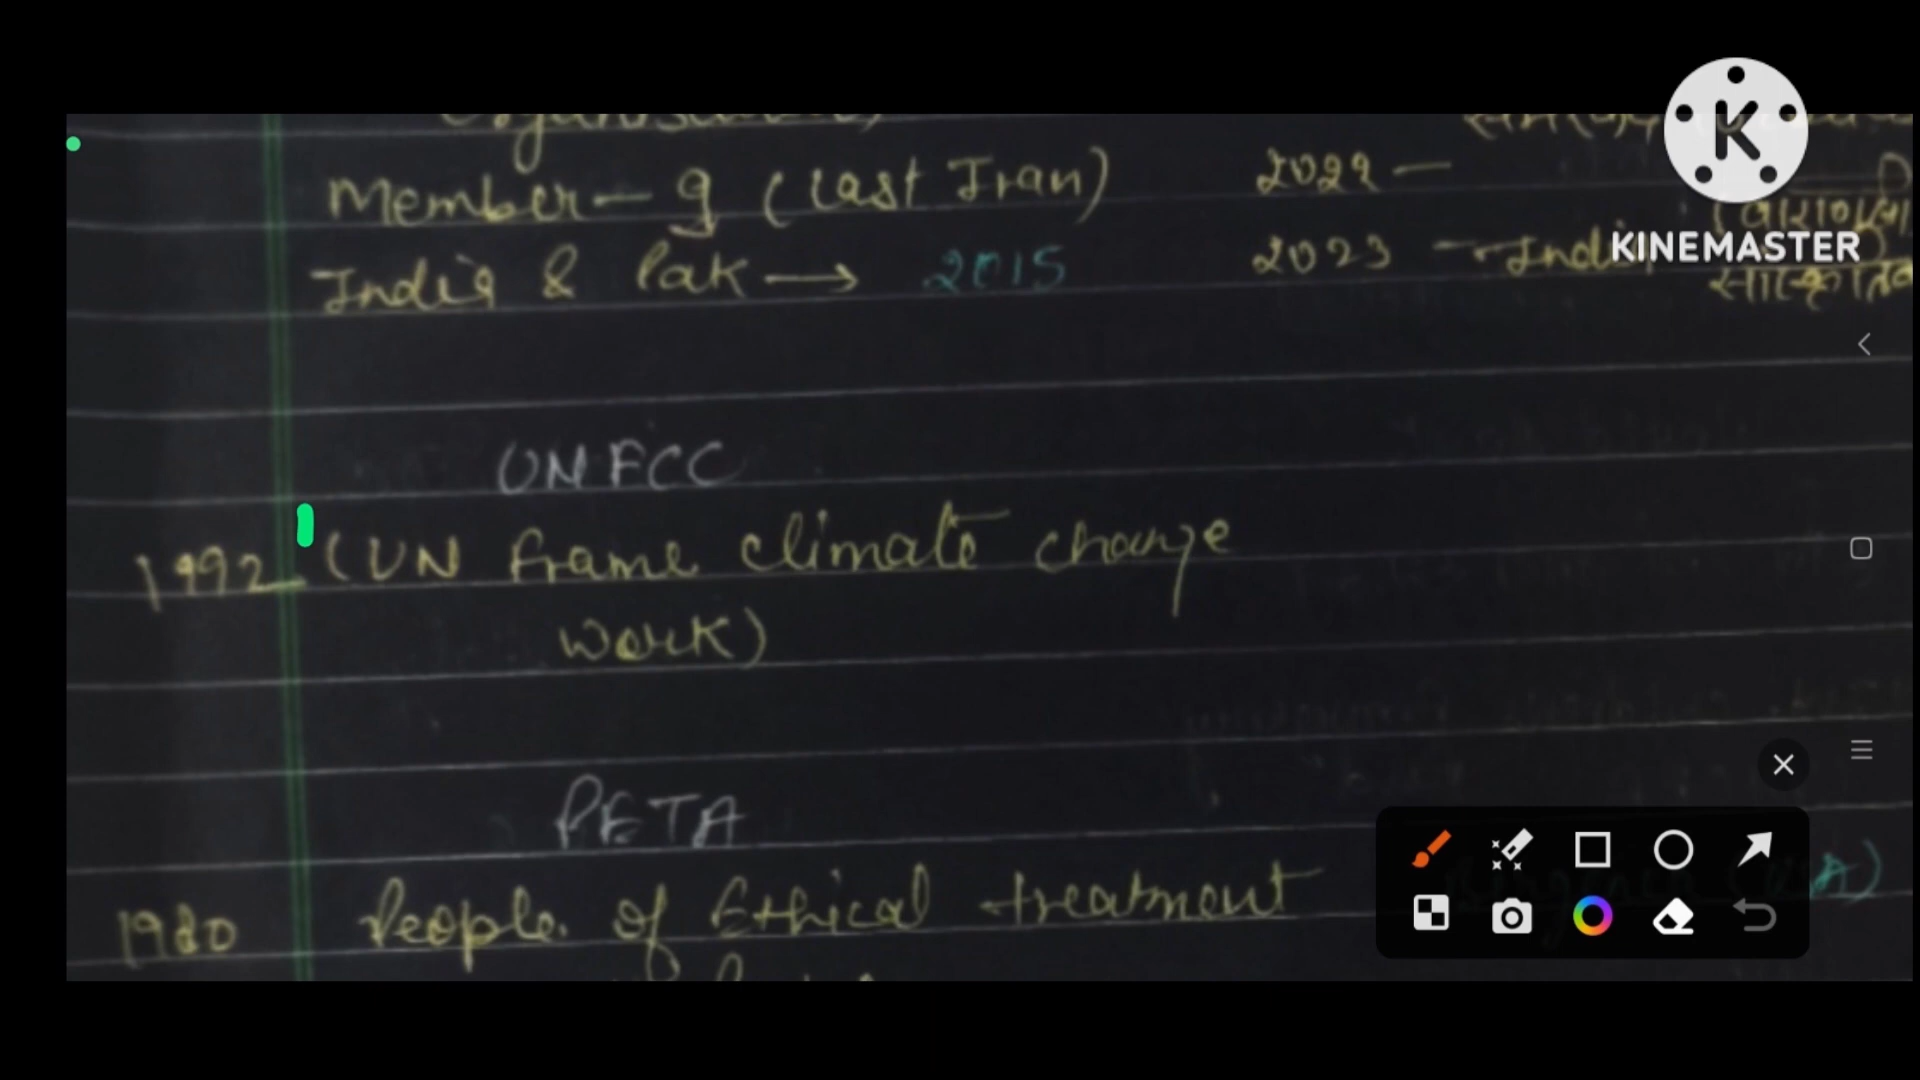 Member - 9 (last Iran)
India & Pak → 2015
2022 -
2023 - India
KINEMASTER
UNFCC
1992 (UN frame climate change
work)
PETA
1980 People of Ethical treatment